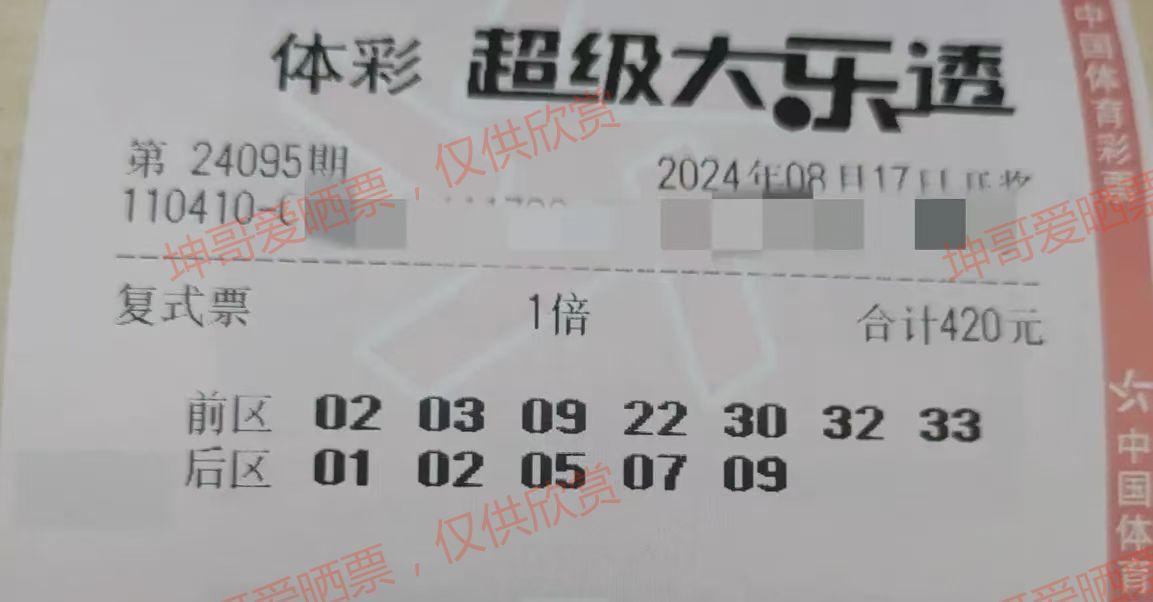 体彩 超级大乐透
第 24095期 2024年08月17日开奖
110410-
复式票 1倍 合计420元
前区 02 03 09 22 30 32 33
后区 01 02 05 07 09
中国体育彩票
中国体育
坤哥爱晒票，仅供欣赏
坤哥爱晒票
坤哥爱晒票，仅供欣赏
坤哥爱晒票